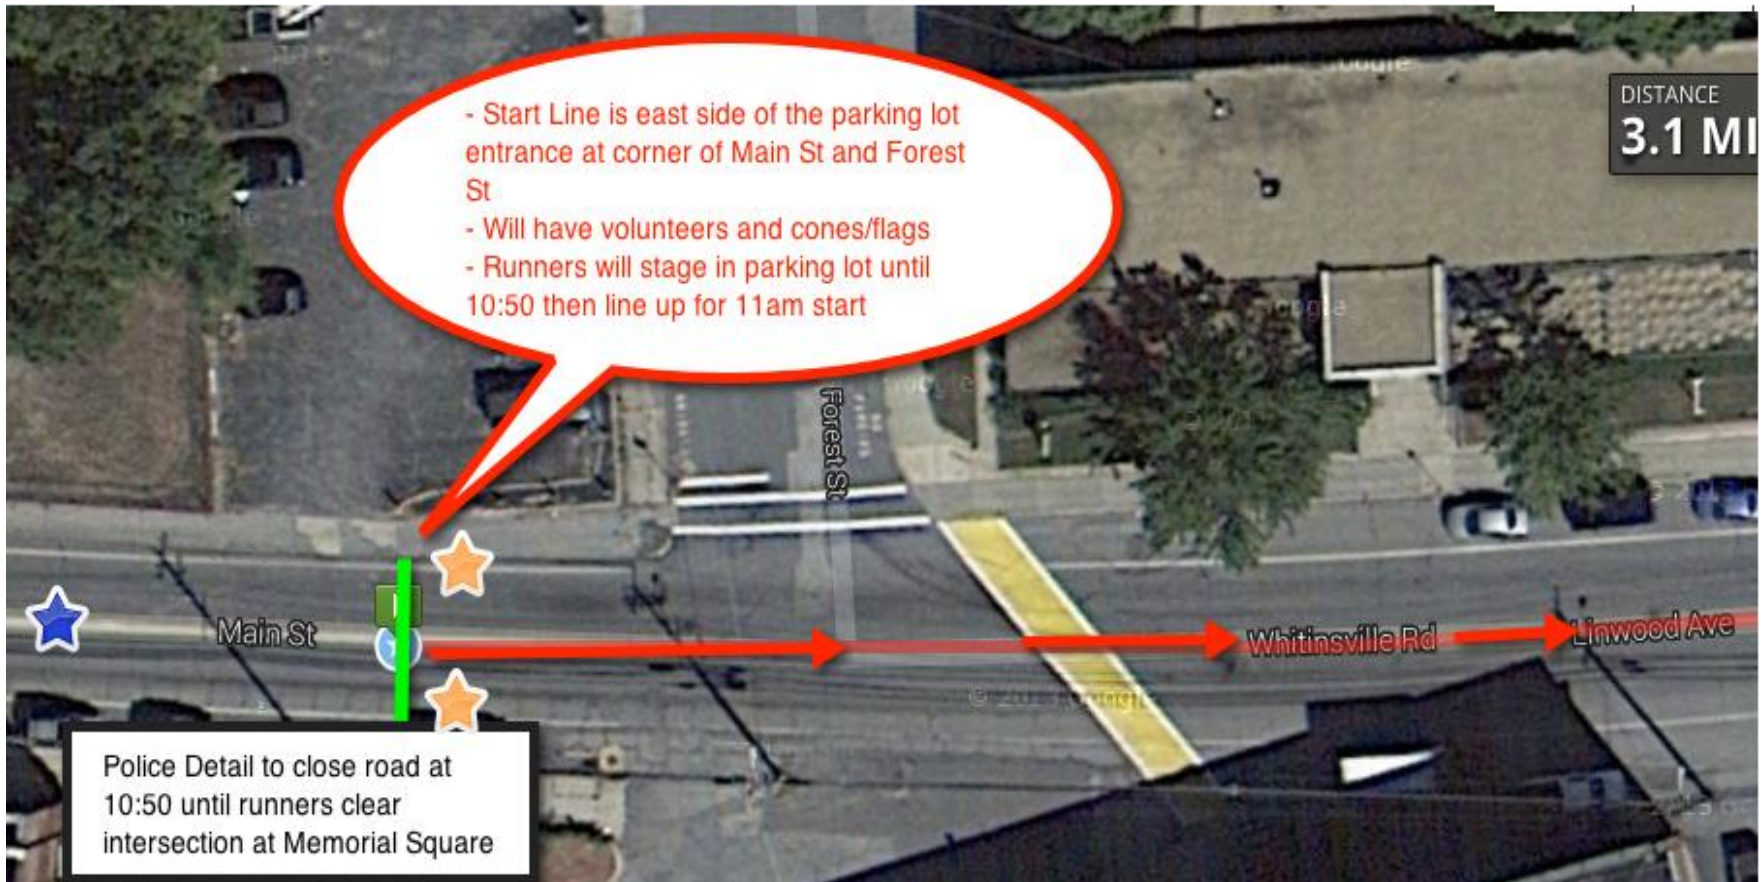 DISTANCE
3.1 MI
- Start Line is east side of the parking lot
entrance at corner of Main St and Forest
St
- Will have volunteers and cones/flags
- Runners will stage in parking lot until
10:50 then line up for 11am start
Forest St
Main St
Whitinsville Rd
Linwood Ave
Police Detail to close road at
10:50 until runners clear
intersection at Memorial Square